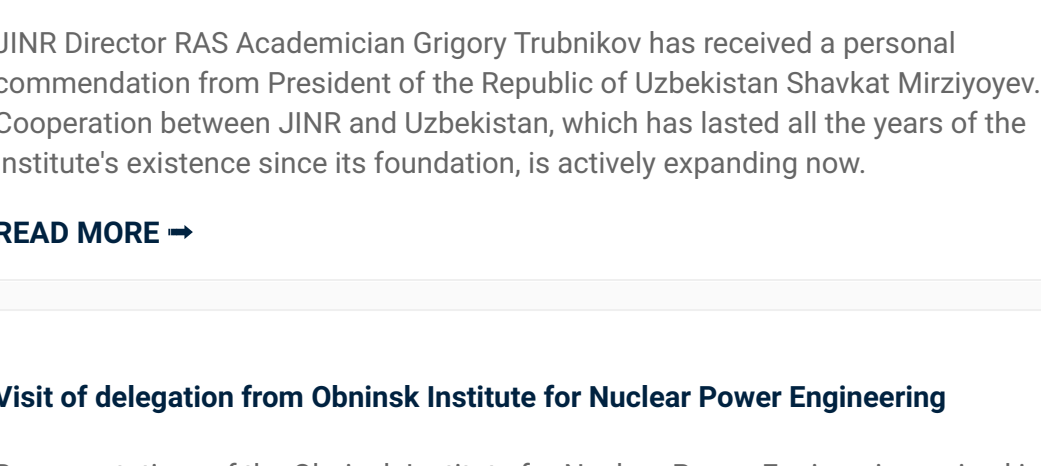 JINR Director RAS Academician Grigory Trubnikov has received a personal
commendation from President of the Republic of Uzbekistan Shavkat Mirziyoyev.
Cooperation between JINR and Uzbekistan, which has lasted all the years of the
Institute's existence since its foundation, is actively expanding now.
READ MORE ➡
Visit of delegation from Obninsk Institute for Nuclear Power Engineering